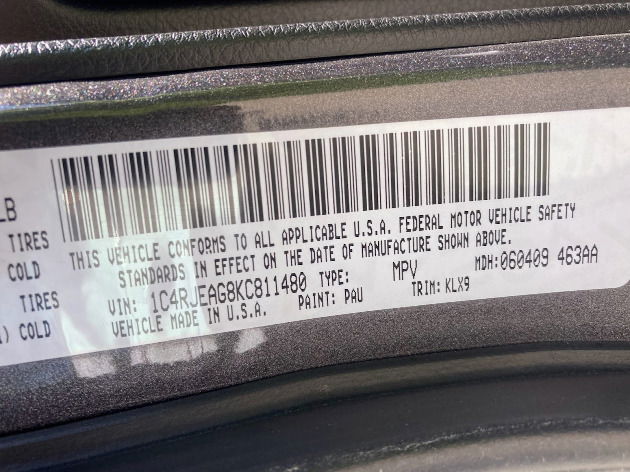 LB
TIRES
COLD
TIRES
) COLD
THIS VEHICLE CONFORMS TO ALL APPLICABLE U.S.A. FEDERAL MOTOR VEHICLE SAFETY
STANDARDS IN EFFECT ON THE DATE OF MANUFACTURE SHOWN ABOVE.
VIN: 1C4RJEAG8KC811480 TYPE: MPV MDH:060409 463AA
VEHICLE MADE IN U.S.A. PAINT: PAU TRIM:KLX9